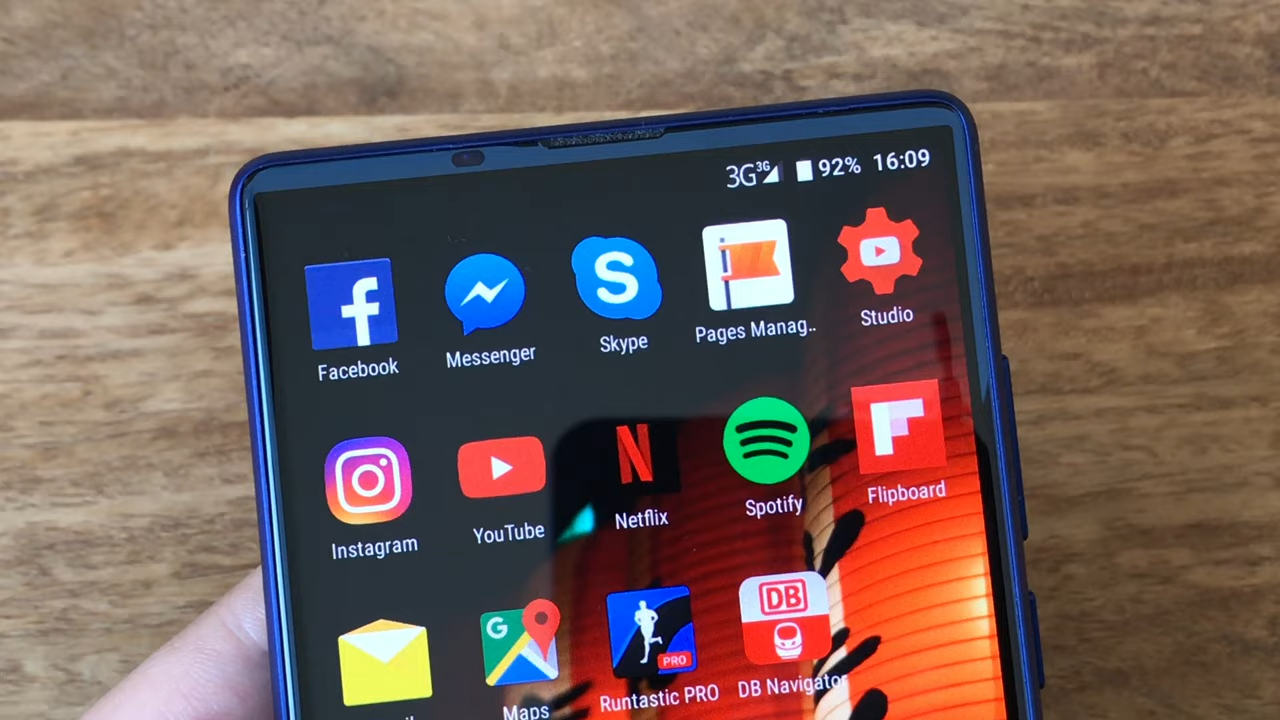 3G 3G 92% 16:09
Facebook Messenger Skype Pages Manag.. Studio
Instagram YouTube Netflix Spotify Flipboard
G
DB
PRO
Maps Runtastic PRO DB Navigator